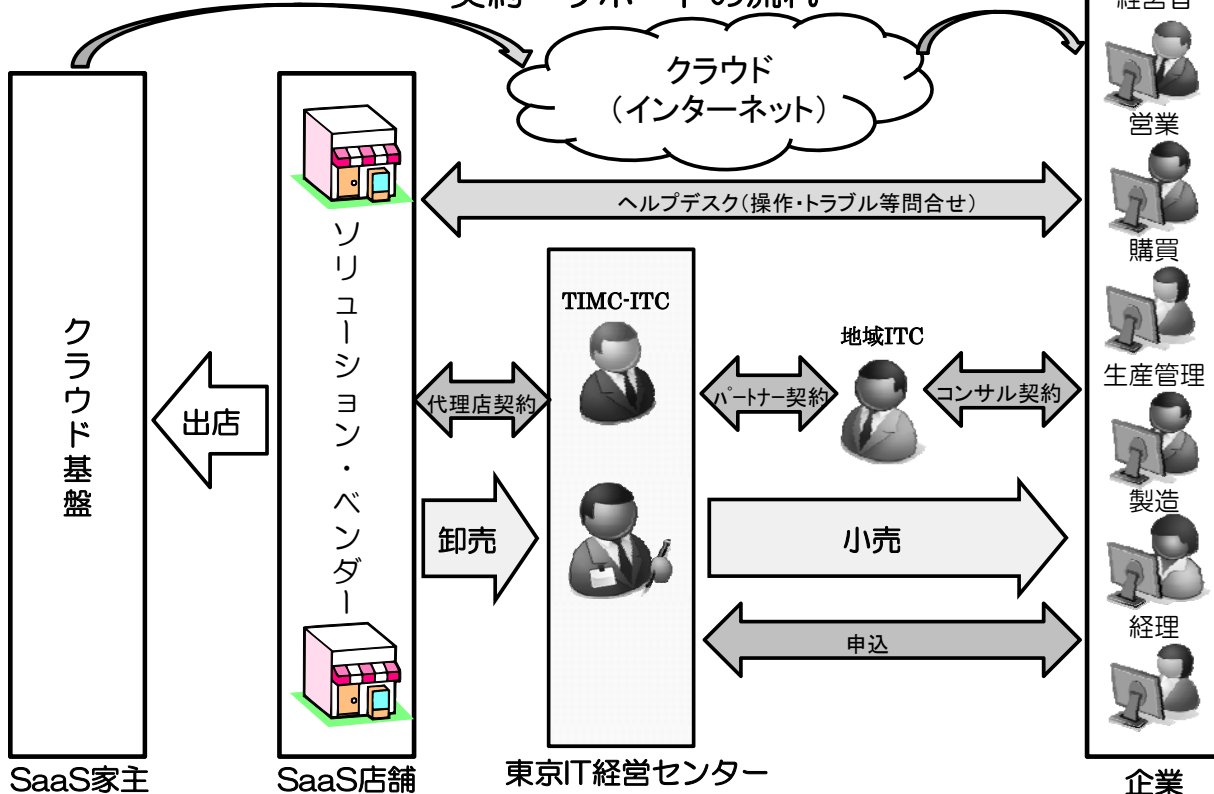 クラウド
（インターネット）
経営者
営業
購買
生産管理
製造
経理
ヘルプデスク（操作・トラブル等問合せ）
クラウド基盤
出店
ソリューション・ベンダー
代理店契約
卸売
TIMC-ITC
パートナー契約
地域ITC
コンサル契約
小売
申込
SaaS家主
SaaS店舗
東京IT経営センター
企業